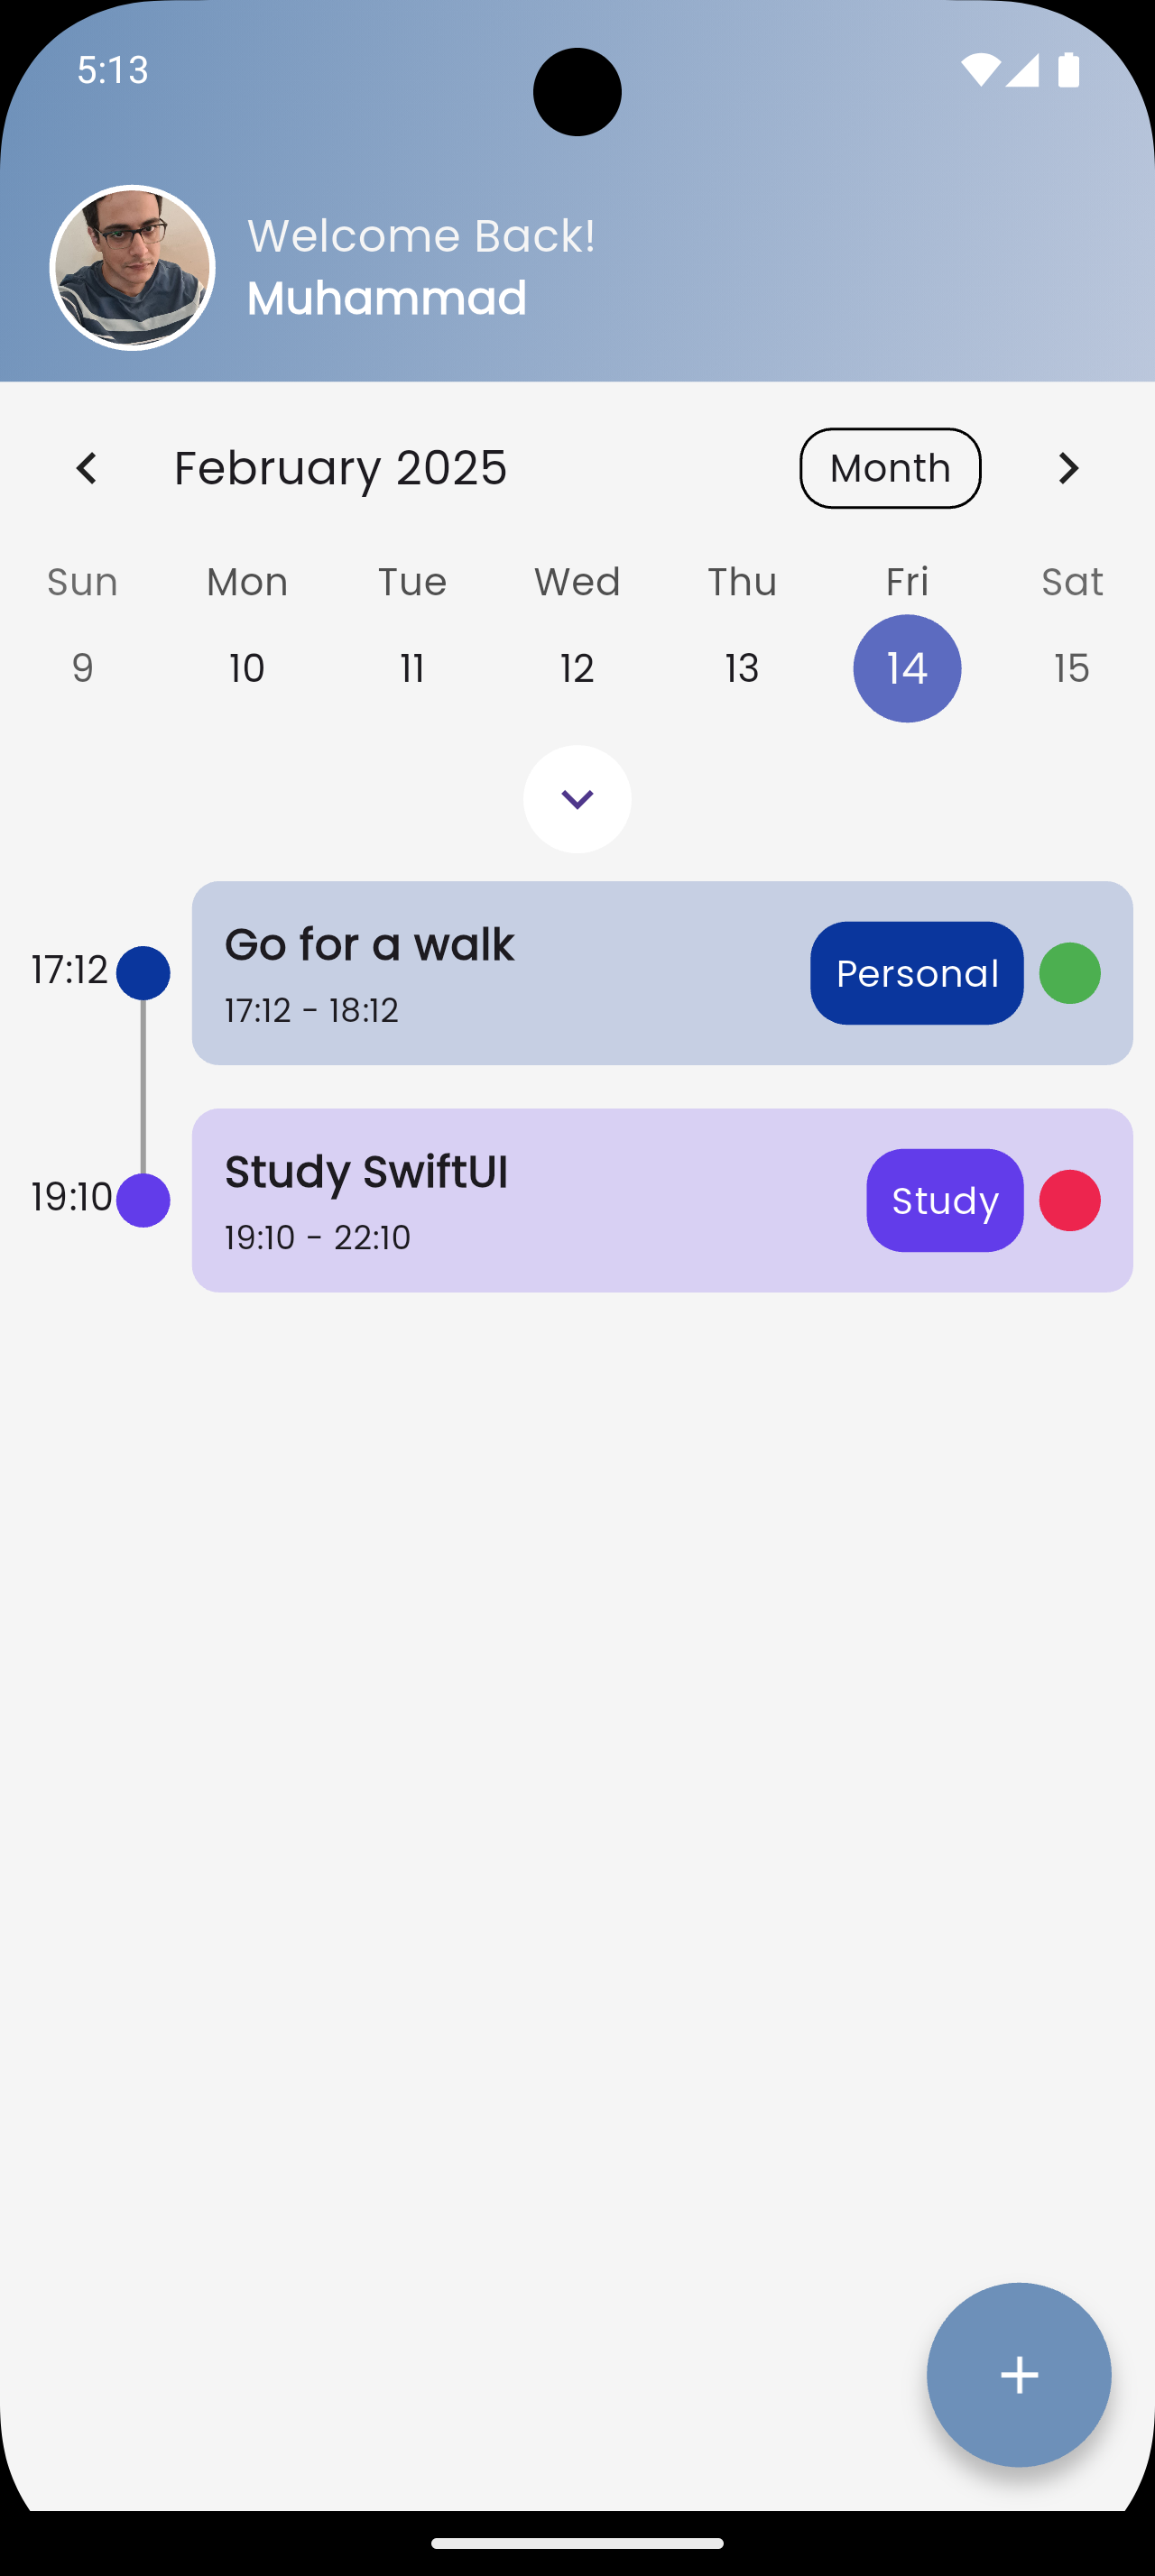 5:13
Welcome Back!
Muhammad
February 2025 Month
Sun Mon Tue Wed Thu Fri Sat
9 10 11 12 13 14 15
17:12
Go for a walk
17:12 - 18:12
Personal
19:10
Study SwiftUI
19:10 - 22:10
Study